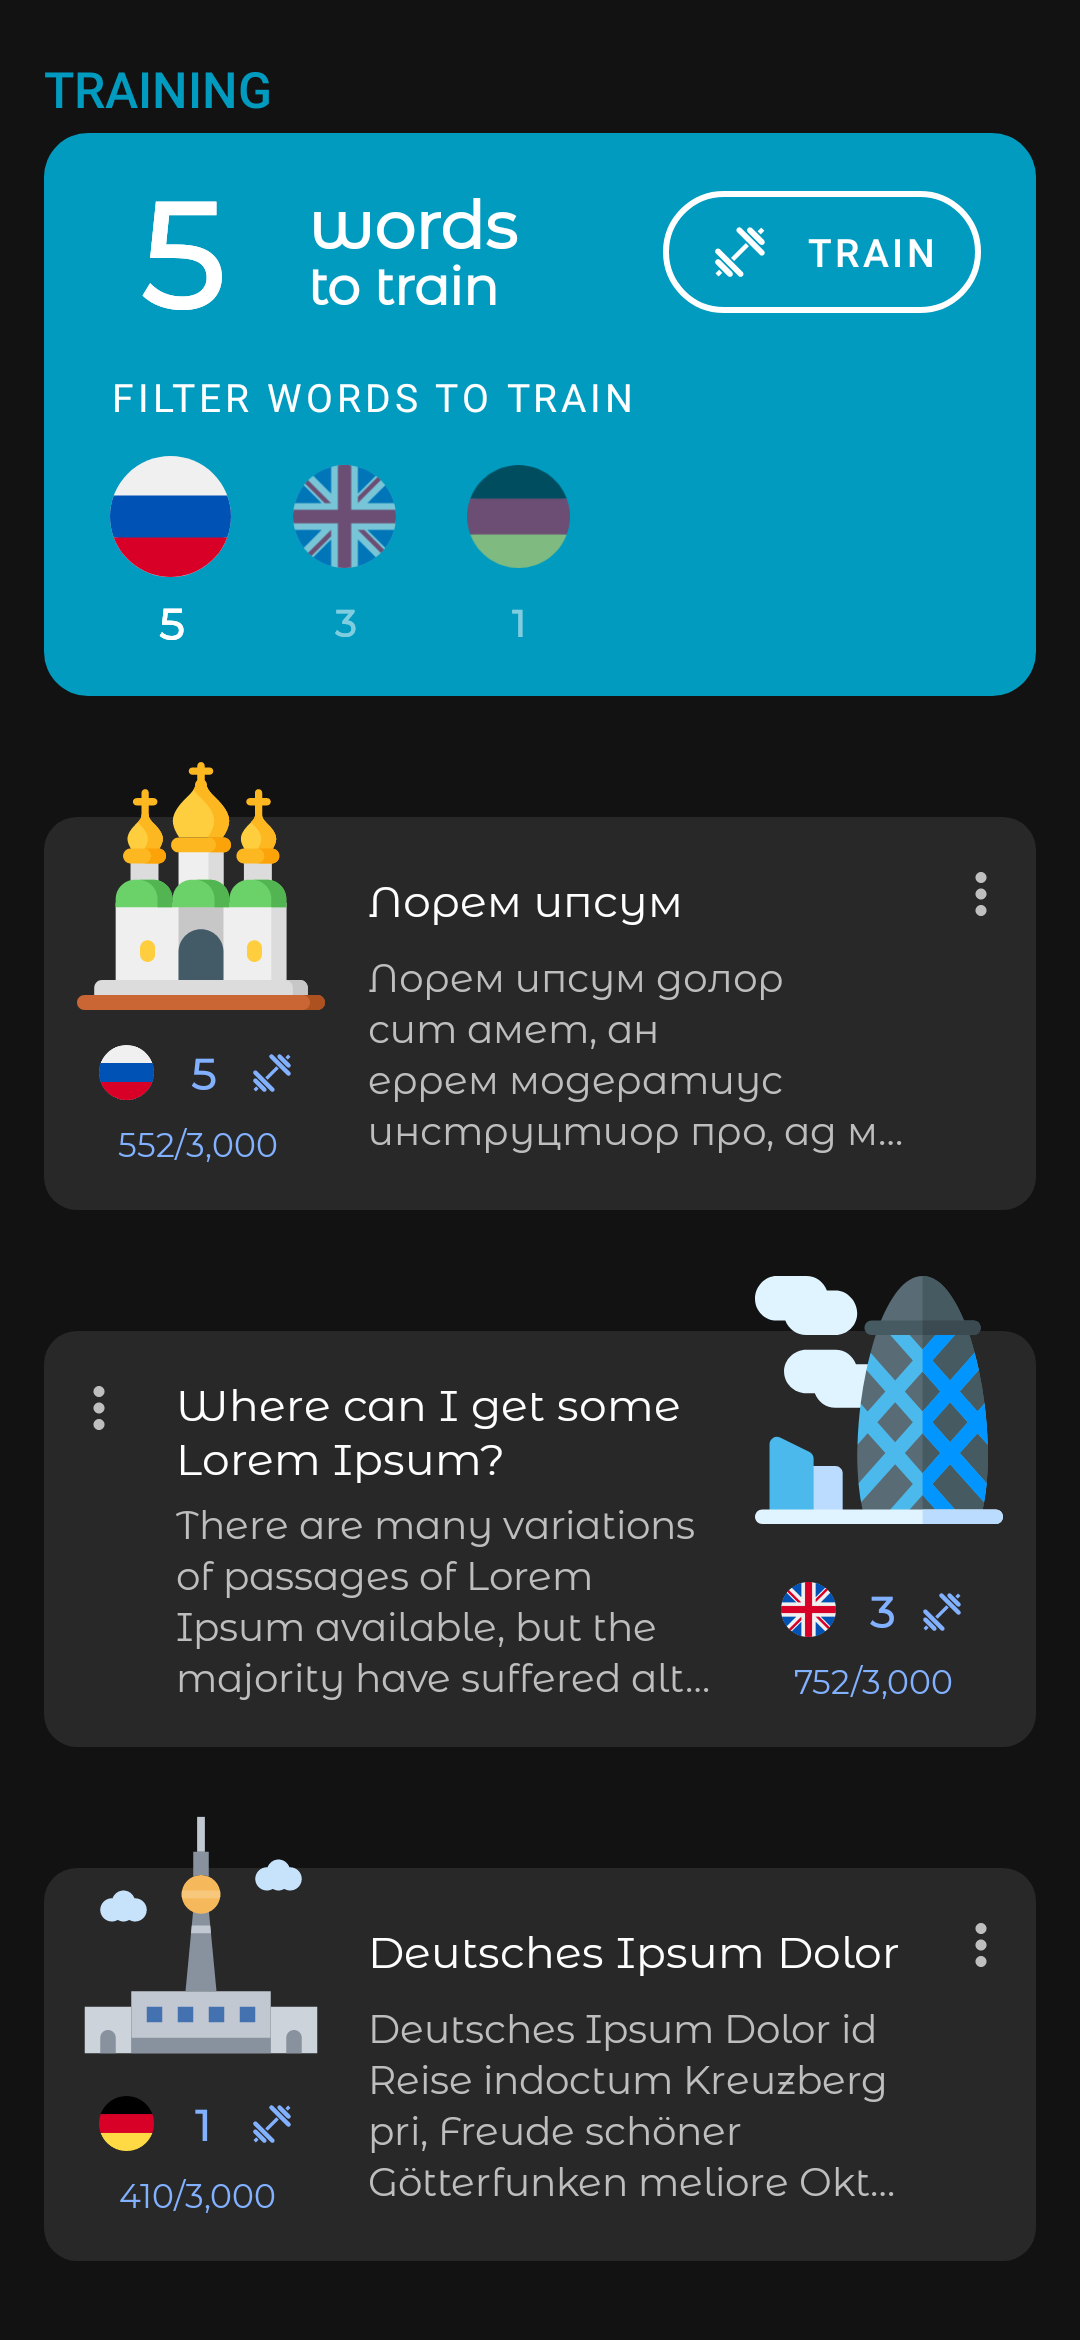 TRAINING
5
words
to train
TRAIN
FILTER WORDS TO TRAIN
5 3 1
Лорем ипсум
Лорем ипсум долор
сит амет, ан
еррем модератиус
инструцтиор про, ад м...
5
552/3,000
Where can I get some
Lorem Ipsum?
There are many variations
of passages of Lorem
Ipsum available, but the
majority have suffered alt...
3
752/3,000
Deutsches Ipsum Dolor
Deutsches Ipsum Dolor id
Reise indoctum Kreuzberg
pri, Freude schöner
Götterfunken meliore Okt...
1
410/3,000